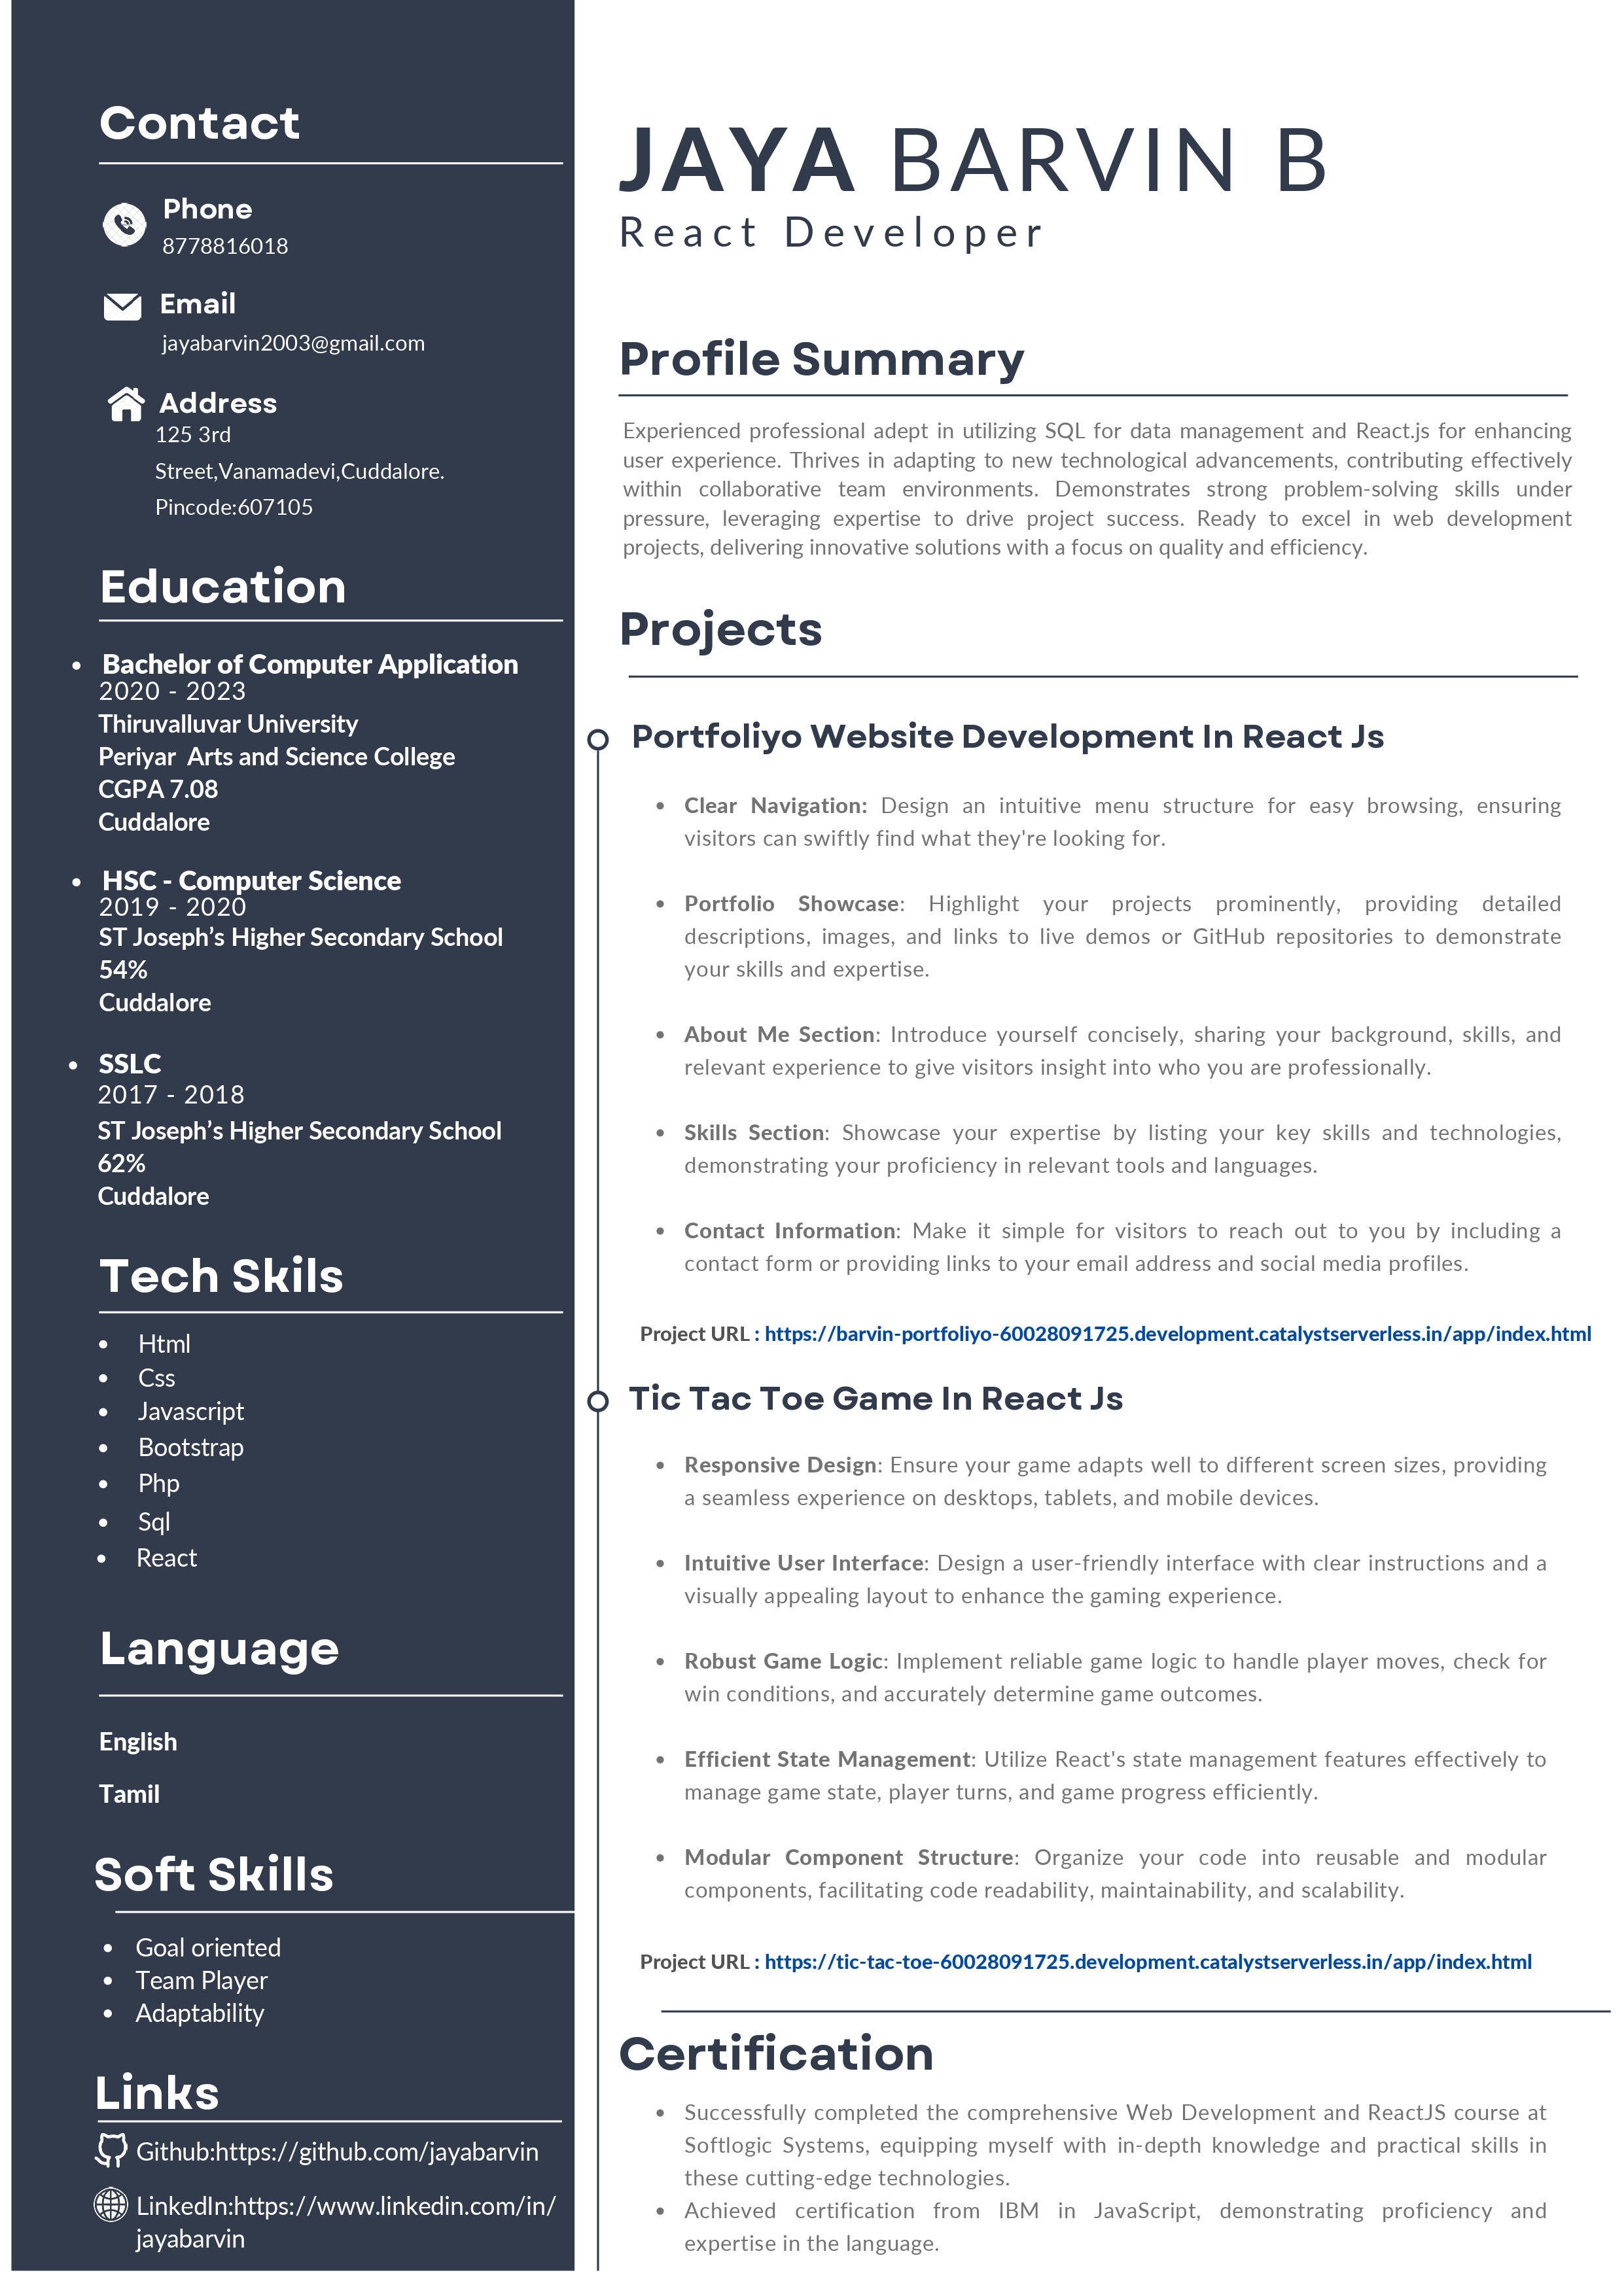 Contact
Phone
8778816018
Email
jayabarvin2003@gmail.com
Address
125 3rd
Street,Vanamadevi,Cuddalore.
Pincode:607105
Education
• Bachelor of Computer Application
2020 - 2023
Thiruvalluvar University
Periyar  Arts and Science College
CGPA 7.08
Cuddalore
• HSC - Computer Science
2019 - 2020
ST Joseph’s Higher Secondary School
54%
Cuddalore
• SSLC
2017 - 2018
ST Joseph’s Higher Secondary School
62%
Cuddalore
Tech Skils
• Html
• Css
• Javascript
• Bootstrap
• Php
• Sql
• React
Language
English
Tamil
Soft Skills
• Goal oriented
• Team Player
• Adaptability
Links
Github:https://github.com/jayabarvin
LinkedIn:https://www.linkedin.com/in/
jayabarvin
JAYA BARVIN B
React Developer
Profile Summary
Experienced professional adept in utilizing SQL for data management and React.js for enhancing
user experience. Thrives in adapting to new technological advancements, contributing effectively
within collaborative team environments. Demonstrates strong problem-solving skills under
pressure, leveraging expertise to drive project success. Ready to excel in web development
projects, delivering innovative solutions with a focus on quality and efficiency.
Projects
Portfoliyo Website Development In React Js
• Clear Navigation: Design an intuitive menu structure for easy browsing, ensuring
visitors can swiftly find what they're looking for.
• Portfolio Showcase: Highlight your projects prominently, providing detailed
descriptions, images, and links to live demos or GitHub repositories to demonstrate
your skills and expertise.
• About Me Section: Introduce yourself concisely, sharing your background, skills, and
relevant experience to give visitors insight into who you are professionally.
• Skills Section: Showcase your expertise by listing your key skills and technologies,
demonstrating your proficiency in relevant tools and languages.
• Contact Information: Make it simple for visitors to reach out to you by including a
contact form or providing links to your email address and social media profiles.
Project URL : https://barvin-portfoliyo-60028091725.development.catalystserverless.in/app/index.html
Tic Tac Toe Game In React Js
• Responsive Design: Ensure your game adapts well to different screen sizes, providing
a seamless experience on desktops, tablets, and mobile devices.
• Intuitive User Interface: Design a user-friendly interface with clear instructions and a
visually appealing layout to enhance the gaming experience.
• Robust Game Logic: Implement reliable game logic to handle player moves, check for
win conditions, and accurately determine game outcomes.
• Efficient State Management: Utilize React's state management features effectively to
manage game state, player turns, and game progress efficiently.
• Modular Component Structure: Organize your code into reusable and modular
components, facilitating code readability, maintainability, and scalability.
Project URL : https://tic-tac-toe-60028091725.development.catalystserverless.in/app/index.html
Certification
• Successfully completed the comprehensive Web Development and ReactJS course at
Softlogic Systems, equipping myself with in-depth knowledge and practical skills in
these cutting-edge technologies.
• Achieved certification from IBM in JavaScript, demonstrating proficiency and
expertise in the language.